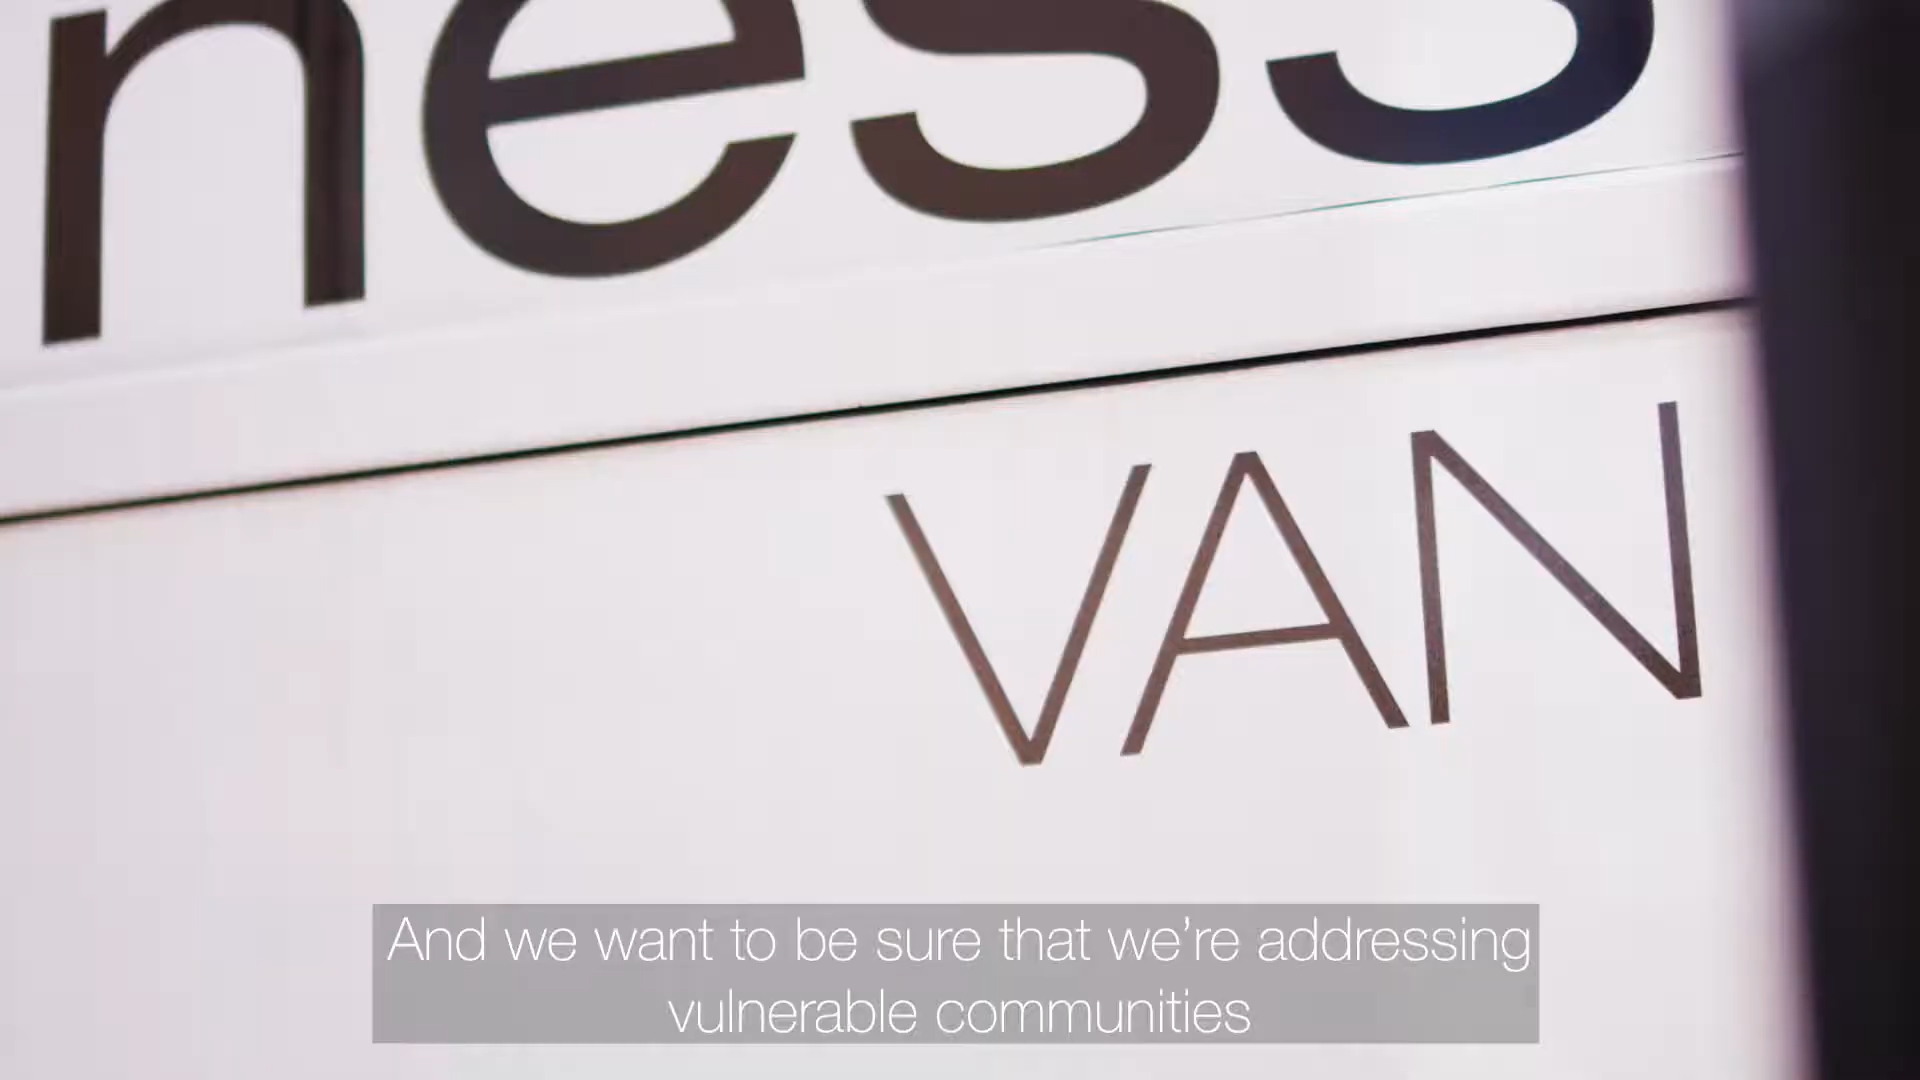 ness
VAN
And we want to be sure that we're addressing
vulnerable communities